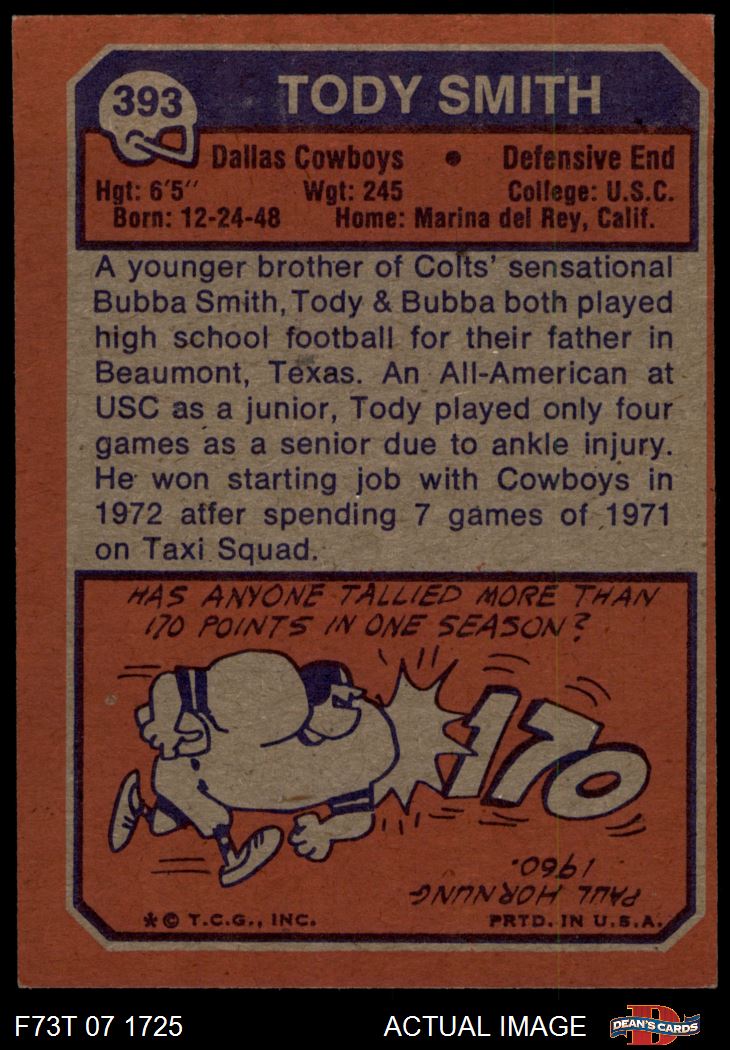 393
TODY SMITH
Dallas Cowboys • Defensive End
Hgt: 6'5" Wgt: 245 College: U.S.C.
Born: 12-24-48 Home: Marina del Rey, Calif.
A younger brother of Colts' sensational
Bubba Smith, Tody & Bubba both played
high school football for their father in
Beaumont, Texas. An All-American at
USC as a junior, Tody played only four
games as a senior due to ankle injury.
He won starting job with Cowboys in
1972 after spending 7 games of 1971
on Taxi Squad.
HAS ANYONE TALLIED MORE THAN
170 POINTS IN ONE SEASON?
170
PAUL HORNUNG
1960.
* © T.C.G., INC. PRTD. IN U.S.A.
F73T 07 1725 ACTUAL IMAGE
D
DEAN'S CARDS